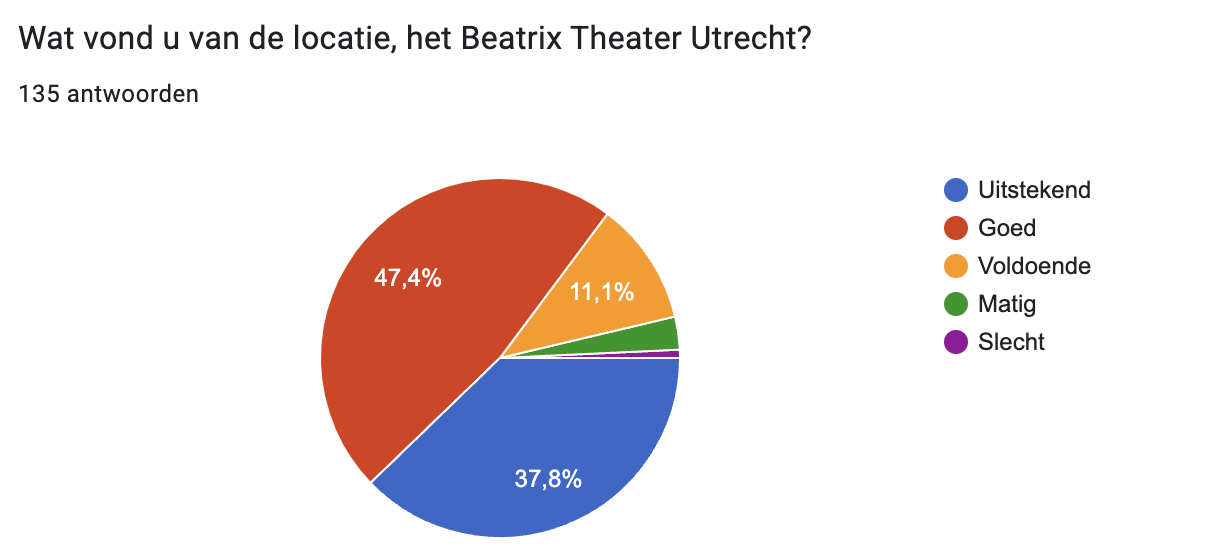 Wat vond u van de locatie, het Beatrix Theater Utrecht?
135 antwoorden
Uitstekend
Goed
Voldoende
Matig
Slecht
47,4%
11,1%
37,8%